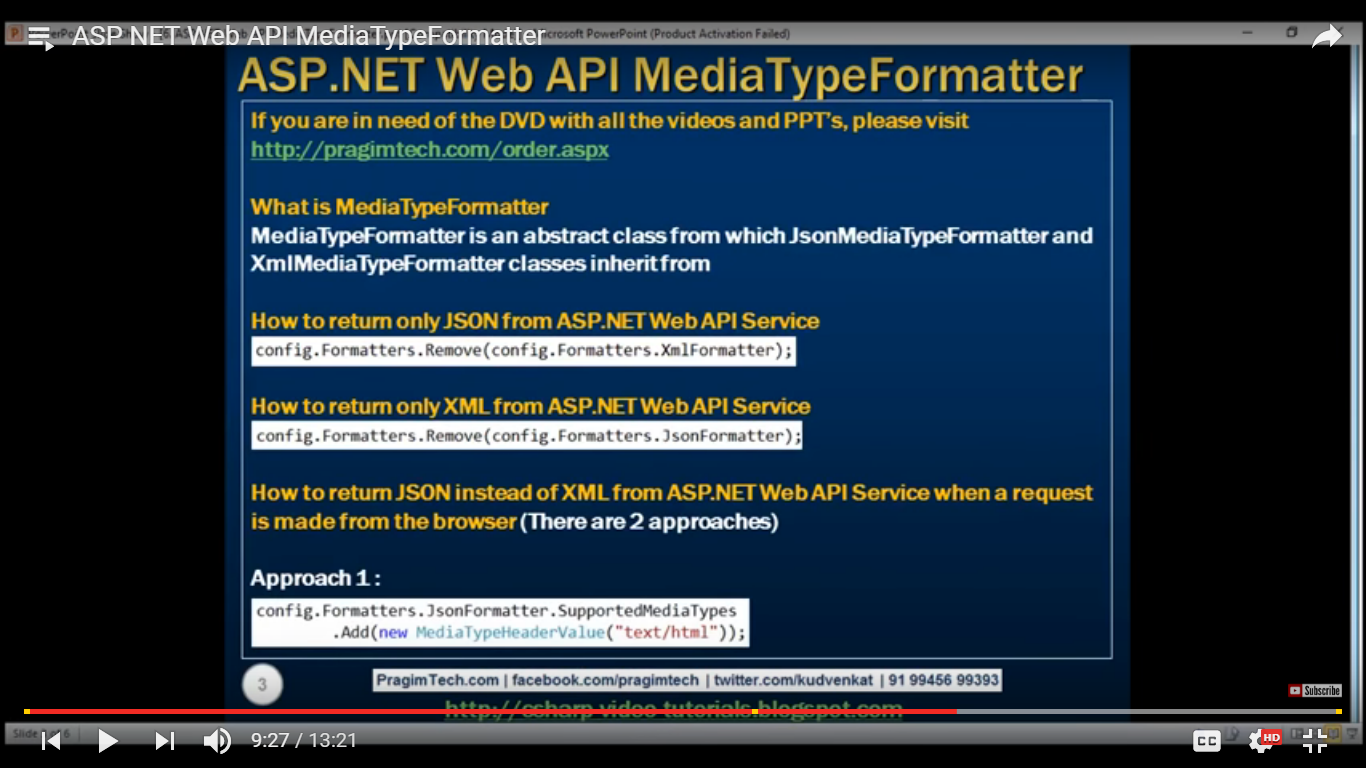 ASP NET Web API MediaTypeFormatter
Microsoft PowerPoint (Product Activation Failed)
ASP.NET Web API MediaTypeFormatter
If you are in need of the DVD with all the videos and PPT's, please visit
http://pragimtech.com/order.aspx
What is MediaTypeFormatter
MediaTypeFormatter is an abstract class from which JsonMediaTypeFormatter and
XmlMediaTypeFormatter classes inherit from
How to return only JSON from ASP.NET Web API Service
config.Formatters.Remove(config.Formatters.XmlFormatter);
How to return only XML from ASP.NET Web API Service
config.Formatters.Remove(config.Formatters.JsonFormatter);
How to return JSON instead of XML from ASP.NET Web API Service when a request
is made from the browser (There are 2 approaches)
Approach 1 :
config.Formatters.JsonFormatter.SupportedMediaTypes
.Add(new MediaTypeHeaderValue("text/html"));
3
PragimTech.com | facebook.com/pragimtech | twitter.com/kudvenkat | 91 99456 99393
Subscribe
http://csharp-video-tutorials.blogspot.com
Slide
6
9:27 / 13:21
CC
HD